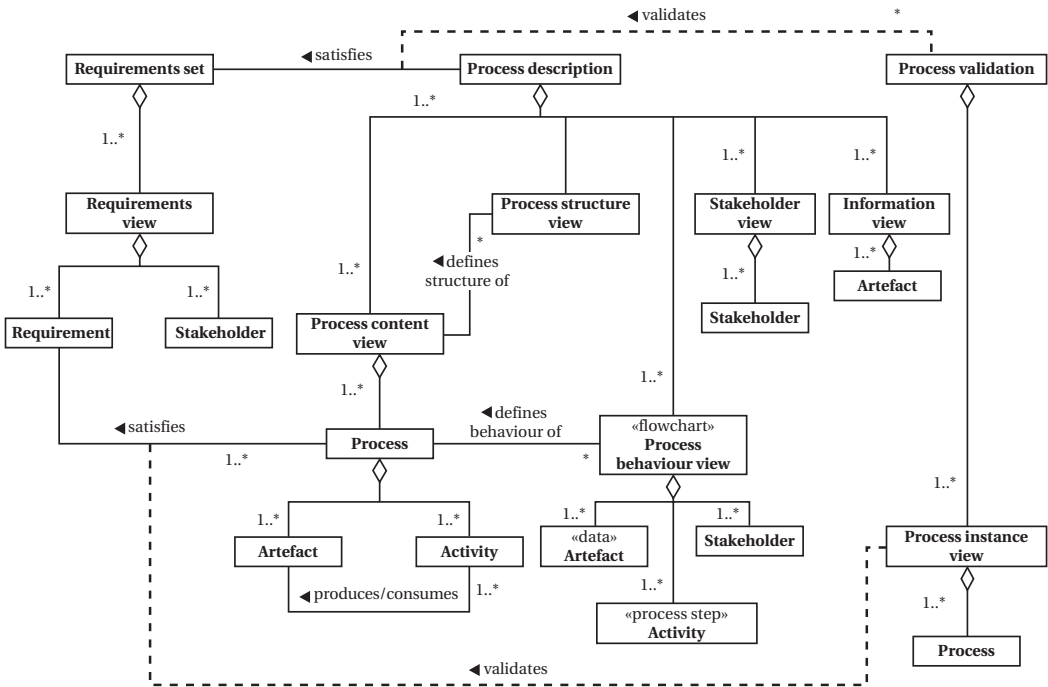 ◀ validates
*
◀ satisfies
Requirements set
Process description
Process validation
1..*
1..*
1..*
1..*
Requirements
view
Process structure
view
Stakeholder
view
Information
view
*
1..*
◀ defines
structure of
1..*
1..*
Artefact
1..*
1..*
Requirement
Stakeholder
Process content
view
Stakeholder
1..*
1..*
◀ satisfies
1..*
Process
◀ defines
behaviour of
*
«flowchart»
Process
behaviour view
1..*
1..*
1..*
1..*
1..*
Artefact
Activity
«data»
Artefact
Stakeholder
Process instance
view
◀ produces/consumes
1..*
1..*
1..*
«process step»
Activity
Process
◀ validates